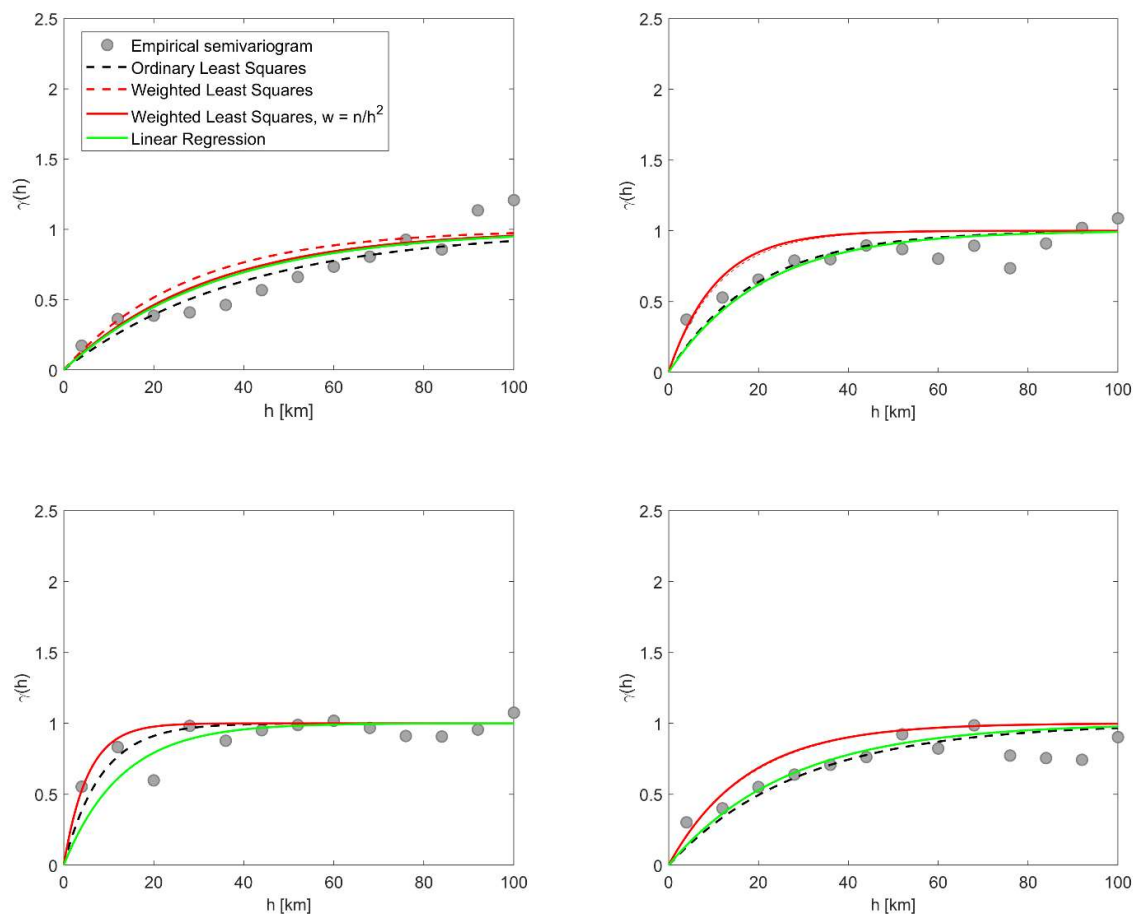 2.5
2
1.5
1
0.5
0
γ(h)
Empirical semivariogram
Ordinary Least Squares
Weighted Least Squares
Weighted Least Squares, w = n/h²
Linear Regression
0 20 40 60 80 100
h [km]
2.5
2
1.5
1
0.5
0
γ(h)
0 20 40 60 80 100
h [km]
2.5
2
1.5
1
0.5
0
γ(h)
0 20 40 60 80 100
h [km]
2.5
2
1.5
1
0.5
0
γ(h)
0 20 40 60 80 100
h [km]